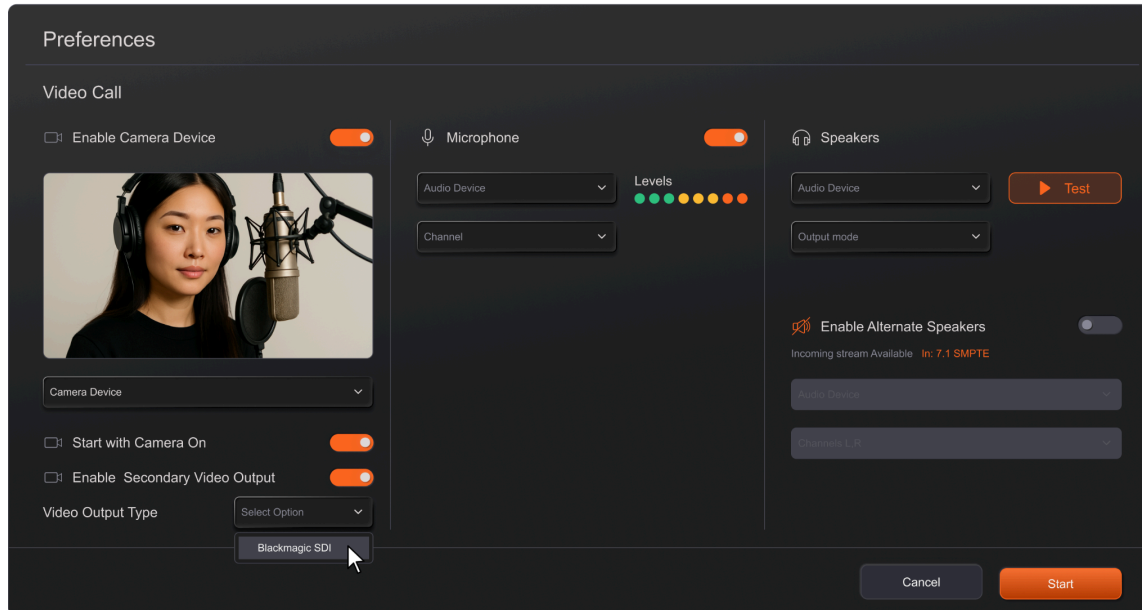 Preferences
Video Call
Enable Camera Device
Camera Device
Start with Camera On
Enable Secondary Video Output
Video Output Type
Select Option
Blackmagic SDI
Microphone
Audio Device
Levels
Channel
Speakers
Audio Device
Test
Output mode
Enable Alternate Speakers
Incoming stream Available In: 7.1 SMPTE
Audio Device
Channels L,R
Cancel
Start